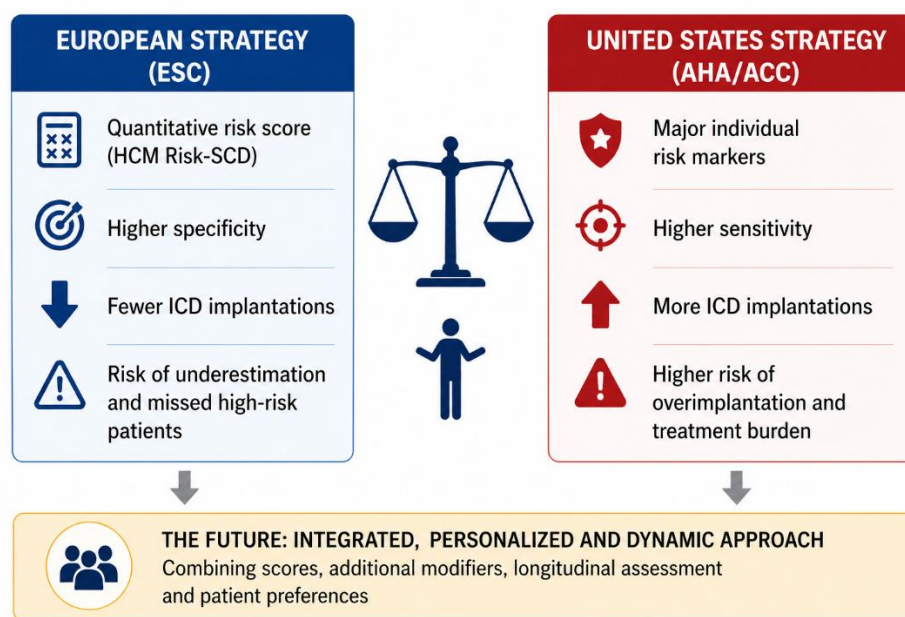 EUROPEAN STRATEGY
(ESC)
Quantitative risk score
(HCM Risk-SCD)
Higher specificity
Fewer ICD implantations
Risk of underestimation
and missed high-risk
patients
UNITED STATES STRATEGY
(AHA/ACC)
Major individual
risk markers
Higher sensitivity
More ICD implantations
Higher risk of
overimplantation and
treatment burden
THE FUTURE: INTEGRATED, PERSONALIZED AND DYNAMIC APPROACH
Combining scores, additional modifiers, longitudinal assessment
and patient preferences